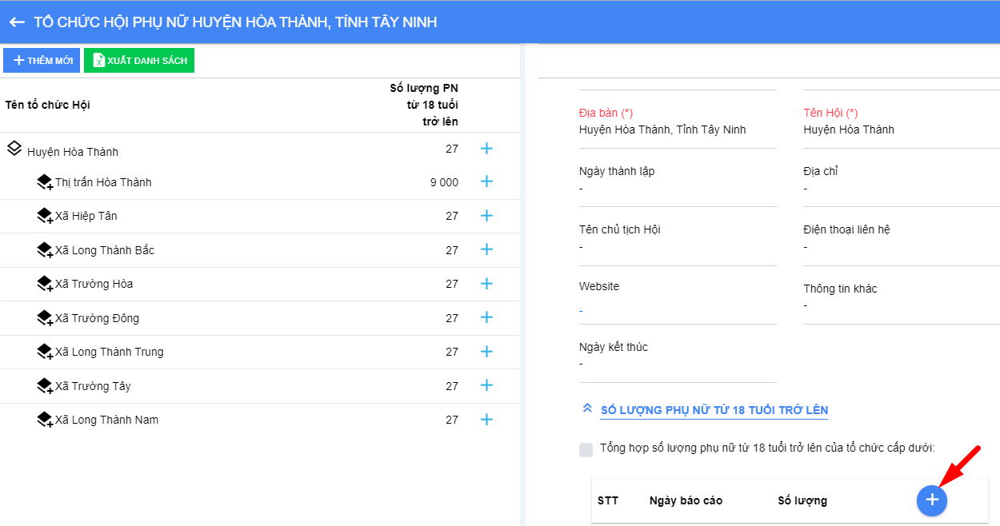 TỔ CHỨC HỘI PHỤ NỮ HUYỆN HÒA THÀNH, TỈNH TÂY NINH
THÊM MỚI
XUẤT DANH SÁCH
Tên tổ chức Hội
Số lượng PN
từ 18 tuổi
trở lên
Huyện Hòa Thành 27
Thị trấn Hòa Thành 9 000
Xã Hiệp Tân 27
Xã Long Thành Bắc 27
Xã Trường Hòa 27
Xã Trường Đông 27
Xã Long Thành Trung 27
Xã Trường Tây 27
Xã Long Thành Nam 27
Địa bàn (*)
Huyện Hòa Thành, Tỉnh Tây Ninh
Tên Hội (*)
Huyện Hòa Thành
Ngày thành lập
-
Địa chỉ
-
Tên chủ tịch Hội
-
Điện thoại liên hệ
-
Website
-
Thông tin khác
-
Ngày kết thúc
-
SỐ LƯỢNG PHỤ NỮ TỪ 18 TUỔI TRỞ LÊN
Tổng hợp số lượng phụ nữ từ 18 tuổi trở lên của tổ chức cấp dưới:
STT Ngày báo cáo Số lượng